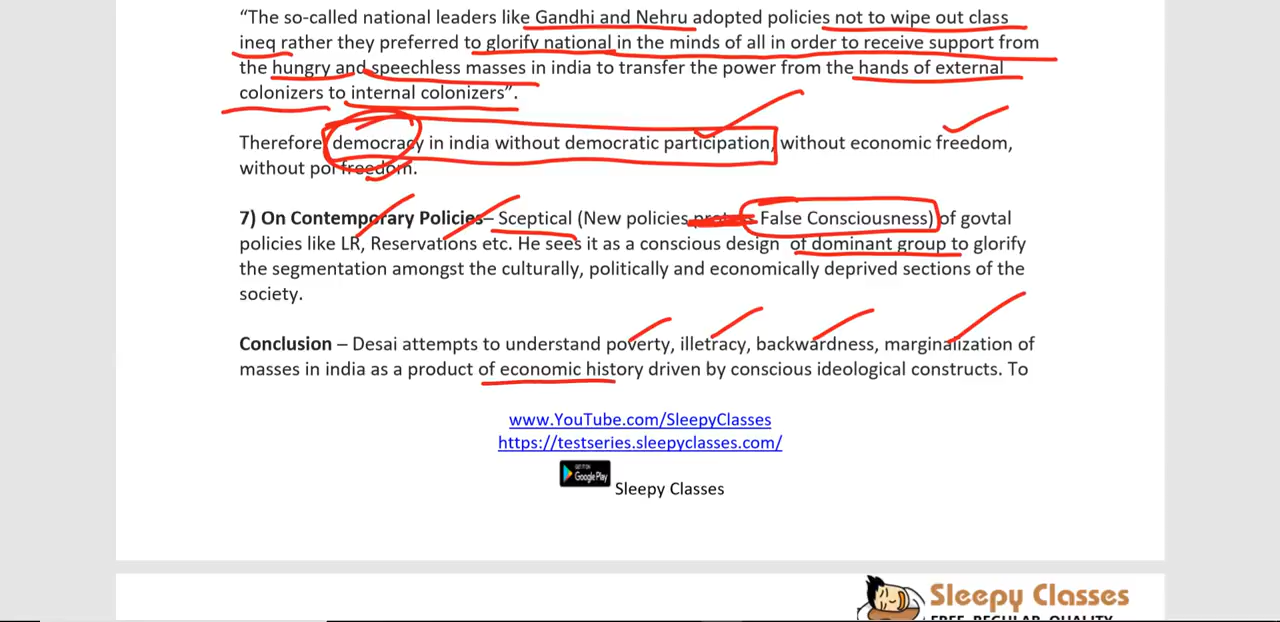 “The so-called national leaders like Gandhi and Nehru adopted policies not to wipe out class
ineq rather they preferred to glorify national in the minds of all in order to receive support from
the hungry and speechless masses in india to transfer the power from the hands of external
colonizers to internal colonizers”.
Therefore democracy in india without democratic participation, without economic freedom,
without pol freedom.
7) On Contemporary Policies– Sceptical (New policies False Consciousness) of govtal
policies like LR, Reservations etc. He sees it as a conscious design of dominant group to glorify
the segmentation amongst the culturally, politically and economically deprived sections of the
society.
Conclusion – Desai attempts to understand poverty, illetracy, backwardness, marginalization of
masses in india as a product of economic history driven by conscious ideological constructs. To
www.YouTube.com/SleepyClasses
https://testseries.sleepyclasses.com/
GET IT ON
Google Play
Sleepy Classes
Sleepy Classes
FREE. REGULAR. QUALITY